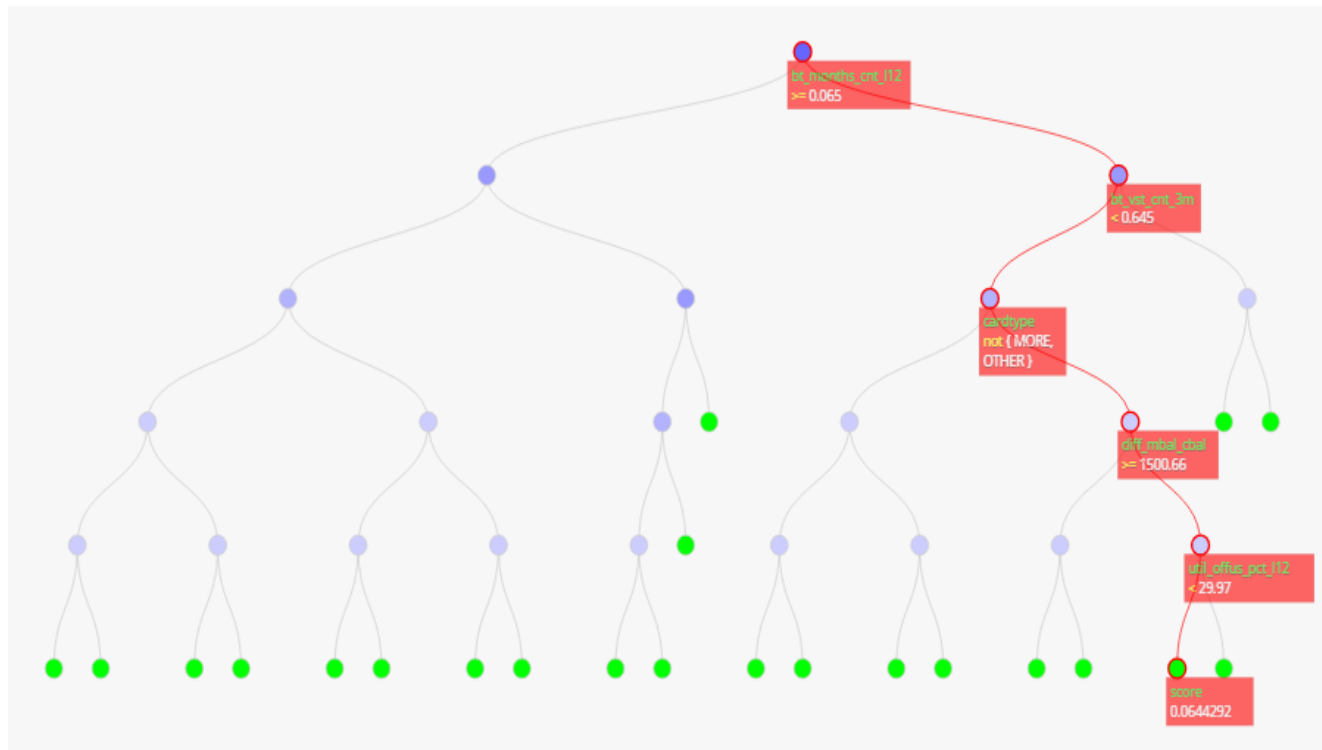 bt_months_cnt_l12
>= 0.065
bt_vst_cnt_3m
< 0.645
cardtype
not { MORE,
OTHER }
diff_mbal_cbal
>= 1500.66
util_offus_pct_l12
< 29.97
score
0.0644292